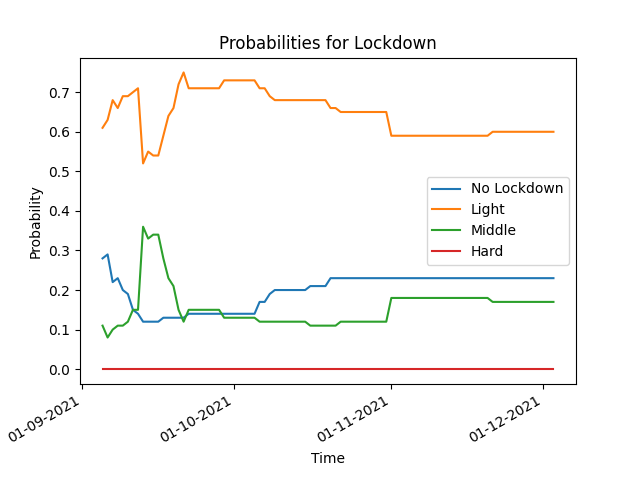 Probabilities for Lockdown
Probability
0.7
0.6
0.5
0.4
0.3
0.2
0.1
0.0
No Lockdown
Light
Middle
Hard
01-09-2021
01-10-2021
01-11-2021
01-12-2021
Time